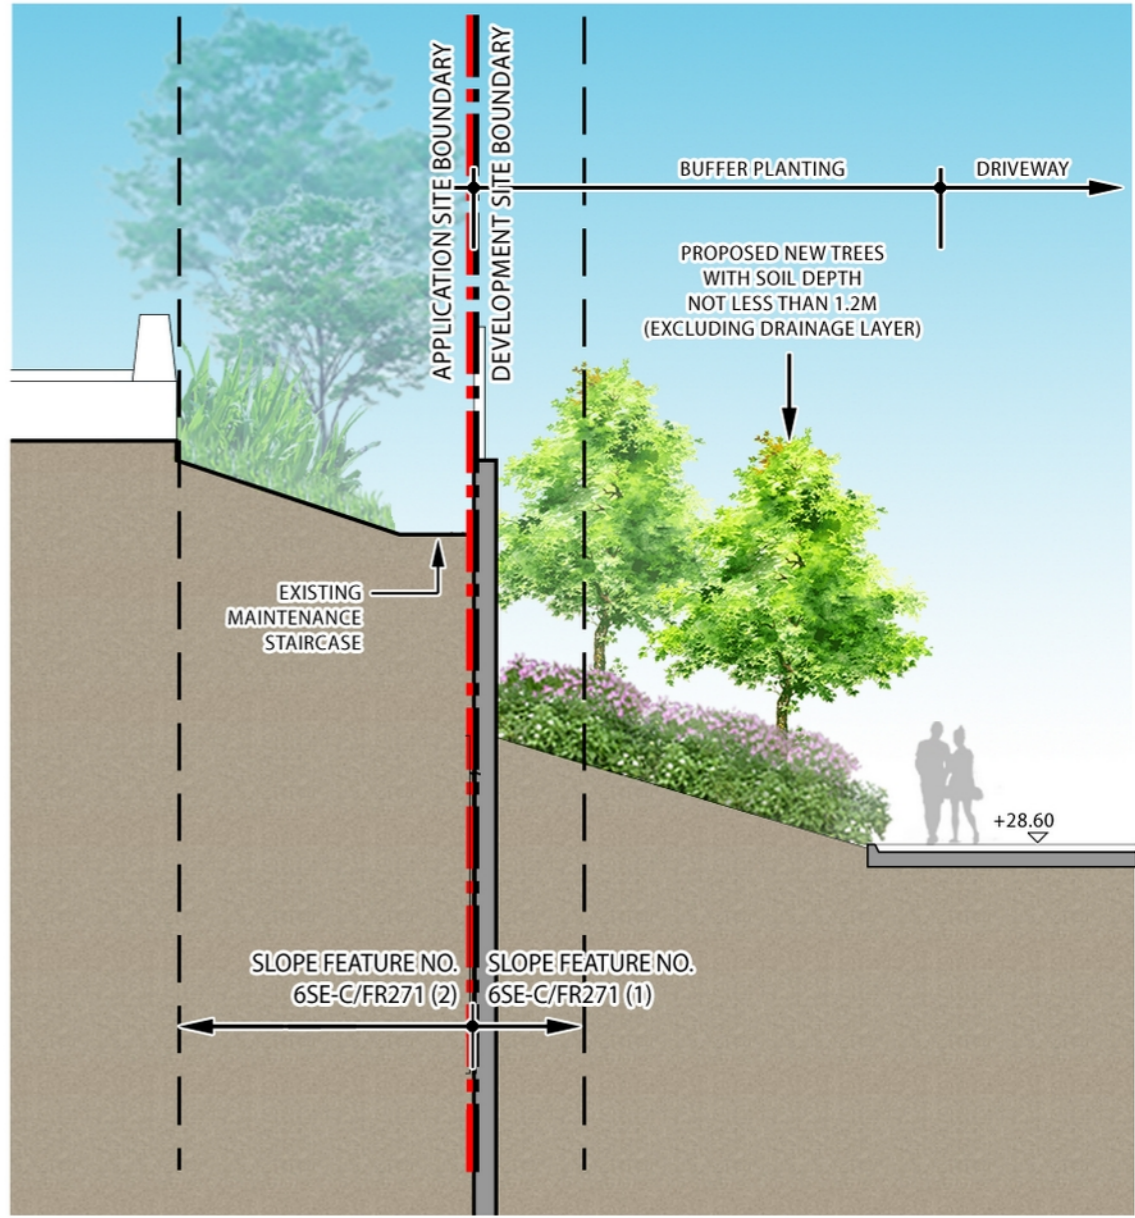 APPLICATION SITE BOUNDARY
DEVELOPMENT SITE BOUNDARY
BUFFER PLANTING
DRIVEWAY
PROPOSED NEW TREES
WITH SOIL DEPTH
NOT LESS THAN 1.2M
(EXCLUDING DRAINAGE LAYER)
EXISTING
MAINTENANCE
STAIRCASE
+28.60
SLOPE FEATURE NO.
6SE-C/FR271 (2)
SLOPE FEATURE NO.
6SE-C/FR271 (1)